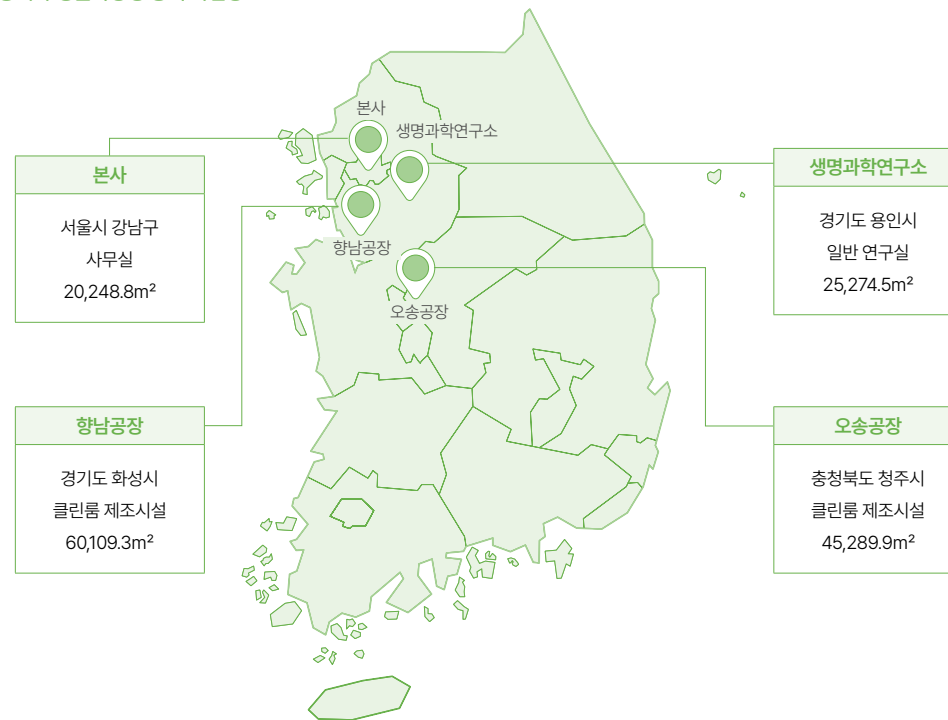 본사
생명과학연구소
향남공장
오송공장
본사
서울시 강남구
사무실
20,248.8m²
생명과학연구소
경기도 용인시
일반 연구실
25,274.5m²
향남공장
경기도 화성시
클린룸 제조시설
60,109.3m²
오송공장
충청북도 청주시
클린룸 제조시설
45,289.9m²